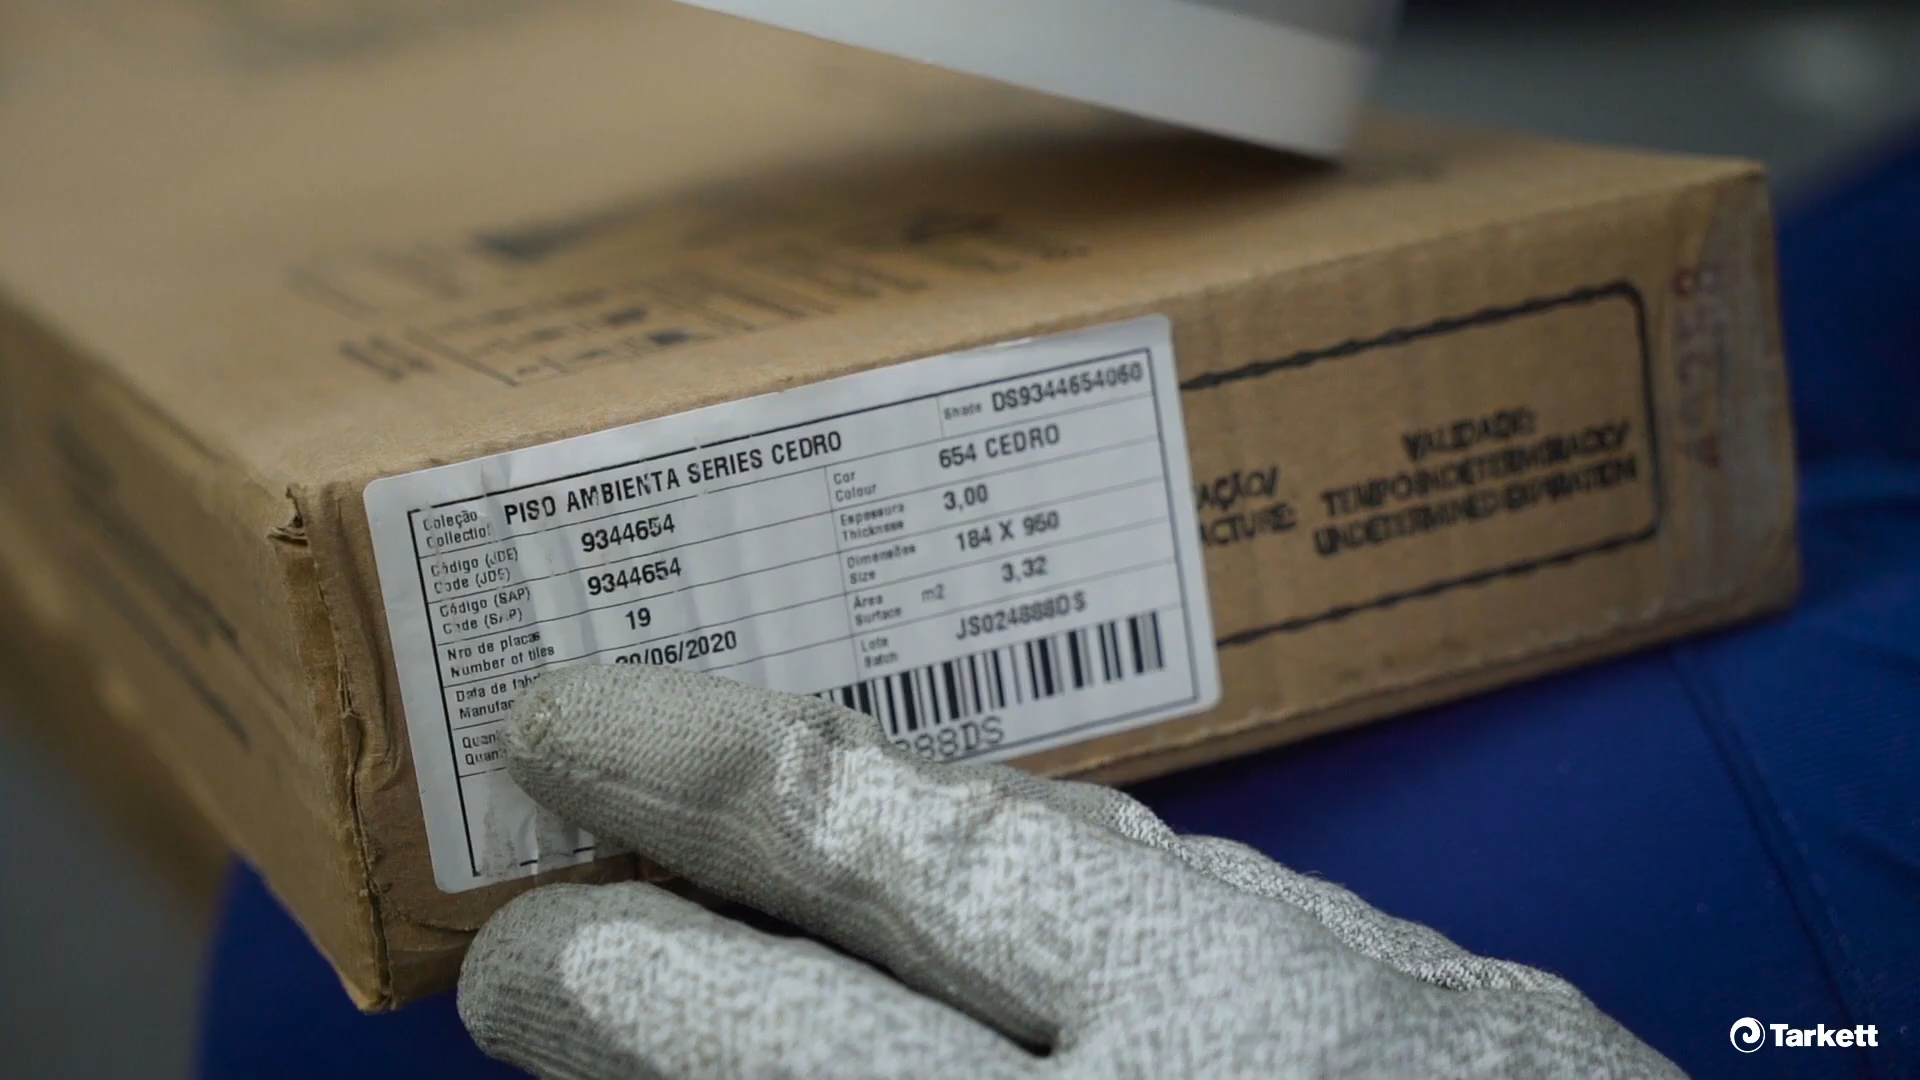 Coleção
Collection
PISO AMBIENTA SERIES CEDRO
Shade DS9344654060
Código (JDE)
Code (JDE)
9344654
Cor
Colour
654 CEDRO
Código (SAP)
Code (SAP)
9344654
Espessura
Thickness
3,00
Nro de placas
Number of tiles
19
Dimensões
Size
184 X 950
Data de
/06/2020
Área
Surface
m2
3,32
Lote
Batch
JS024888DS
888DS
VALIDADE:
TEMPO INDETERMINADO/
UNDETERMINED EXPIRATION
Tarkett